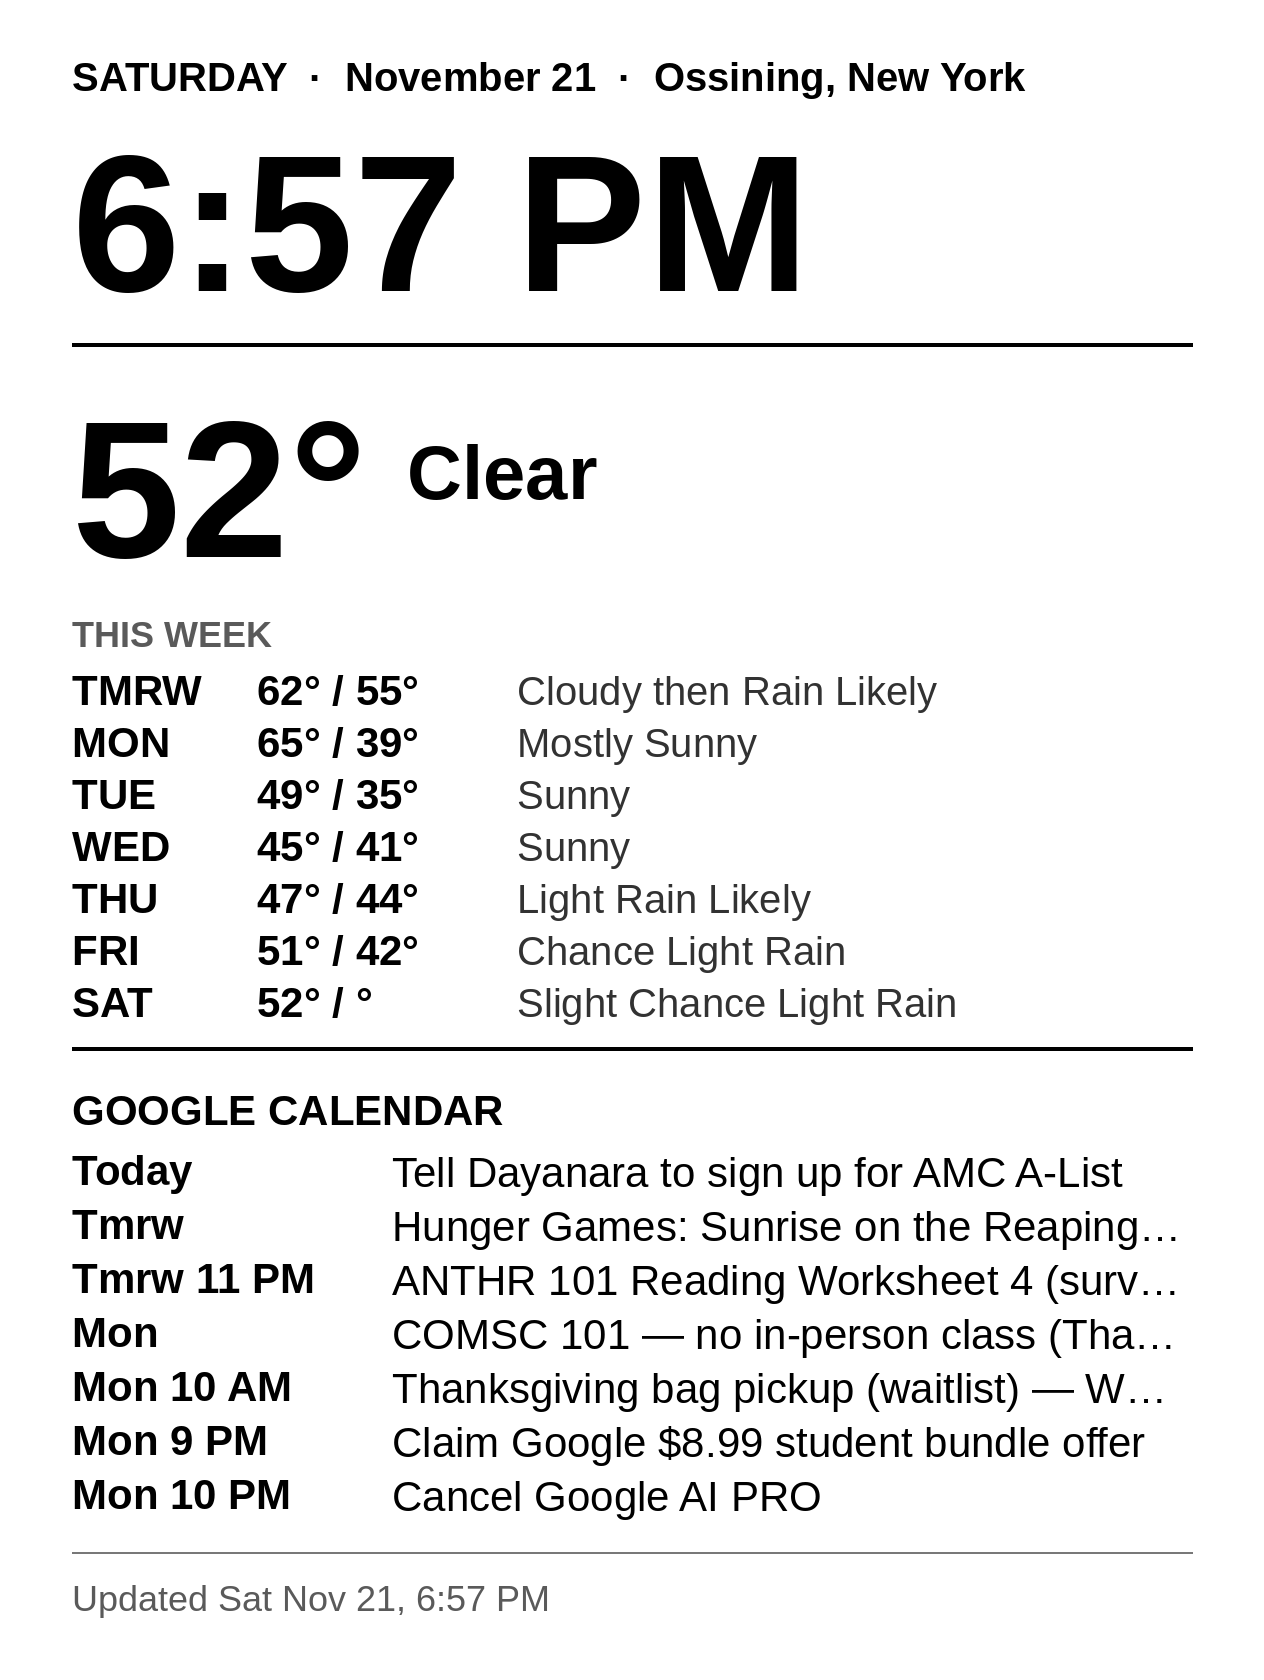 SATURDAY · November 21 · Ossining, New York
6:57 PM
52° Clear
THIS WEEK
TMRW 62° / 55° Cloudy then Rain Likely
MON 65° / 39° Mostly Sunny
TUE 49° / 35° Sunny
WED 45° / 41° Sunny
THU 47° / 44° Light Rain Likely
FRI 51° / 42° Chance Light Rain
SAT 52° / ° Slight Chance Light Rain
GOOGLE CALENDAR
Today Tell Dayanara to sign up for AMC A-List
Tmrw Hunger Games: Sunrise on the Reaping…
Tmrw 11 PM ANTHR 101 Reading Worksheet 4 (surv…
Mon COMSC 101 — no in-person class (Tha…
Mon 10 AM Thanksgiving bag pickup (waitlist) — W…
Mon 9 PM Claim Google $8.99 student bundle offer
Mon 10 PM Cancel Google AI PRO
Updated Sat Nov 21, 6:57 PM